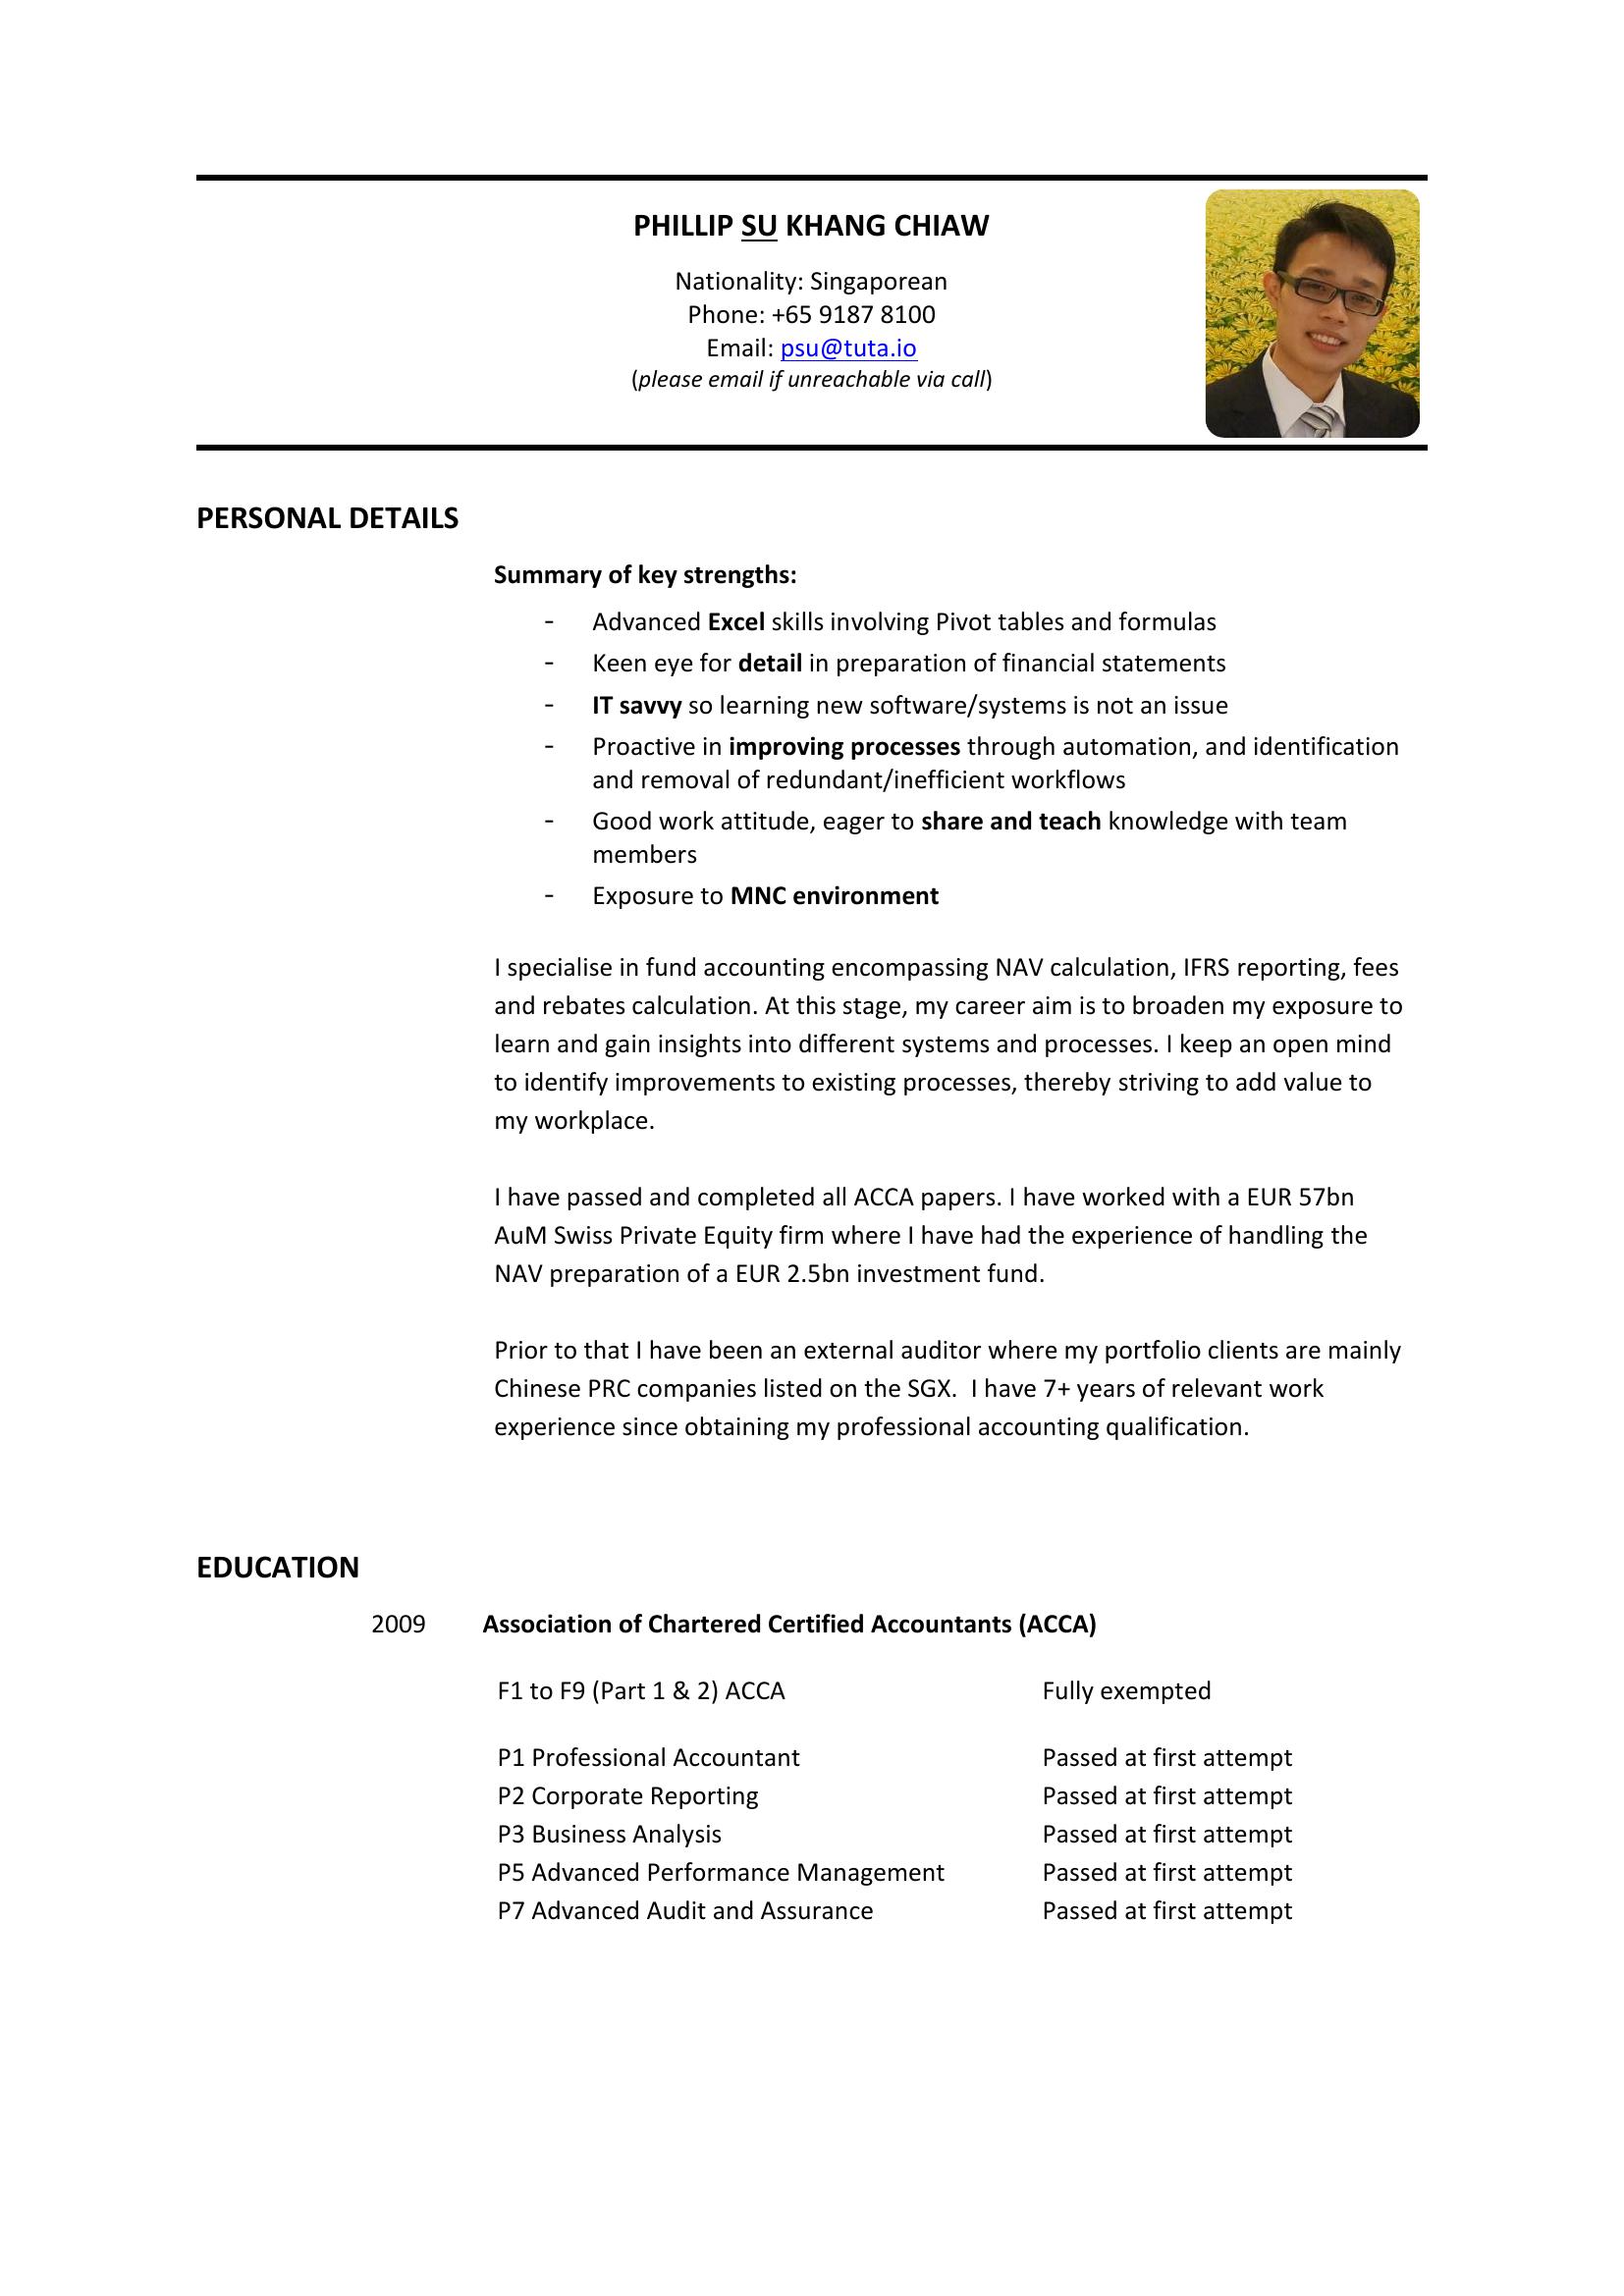 PHILLIP SU KHANG CHIAW
Nationality: Singaporean
Phone: +65 9187 8100
Email: psu@tuta.io
(please email if unreachable via call)
PERSONAL DETAILS
Summary of key strengths:
- Advanced Excel skills involving Pivot tables and formulas
- Keen eye for detail in preparation of financial statements
- IT savvy so learning new software/systems is not an issue
- Proactive in improving processes through automation, and identification
and removal of redundant/inefficient workflows
- Good work attitude, eager to share and teach knowledge with team
members
- Exposure to MNC environment
I specialise in fund accounting encompassing NAV calculation, IFRS reporting, fees
and rebates calculation. At this stage, my career aim is to broaden my exposure to
learn and gain insights into different systems and processes. I keep an open mind
to identify improvements to existing processes, thereby striving to add value to
my workplace.
I have passed and completed all ACCA papers. I have worked with a EUR 57bn
AuM Swiss Private Equity firm where I have had the experience of handling the
NAV preparation of a EUR 2.5bn investment fund.
Prior to that I have been an external auditor where my portfolio clients are mainly
Chinese PRC companies listed on the SGX.  I have 7+ years of relevant work
experience since obtaining my professional accounting qualification.
EDUCATION
2009 Association of Chartered Certified Accountants (ACCA)
F1 to F9 (Part 1 & 2) ACCA Fully exempted
P1 Professional Accountant Passed at first attempt
P2 Corporate Reporting Passed at first attempt
P3 Business Analysis Passed at first attempt
P5 Advanced Performance Management Passed at first attempt
P7 Advanced Audit and Assurance Passed at first attempt